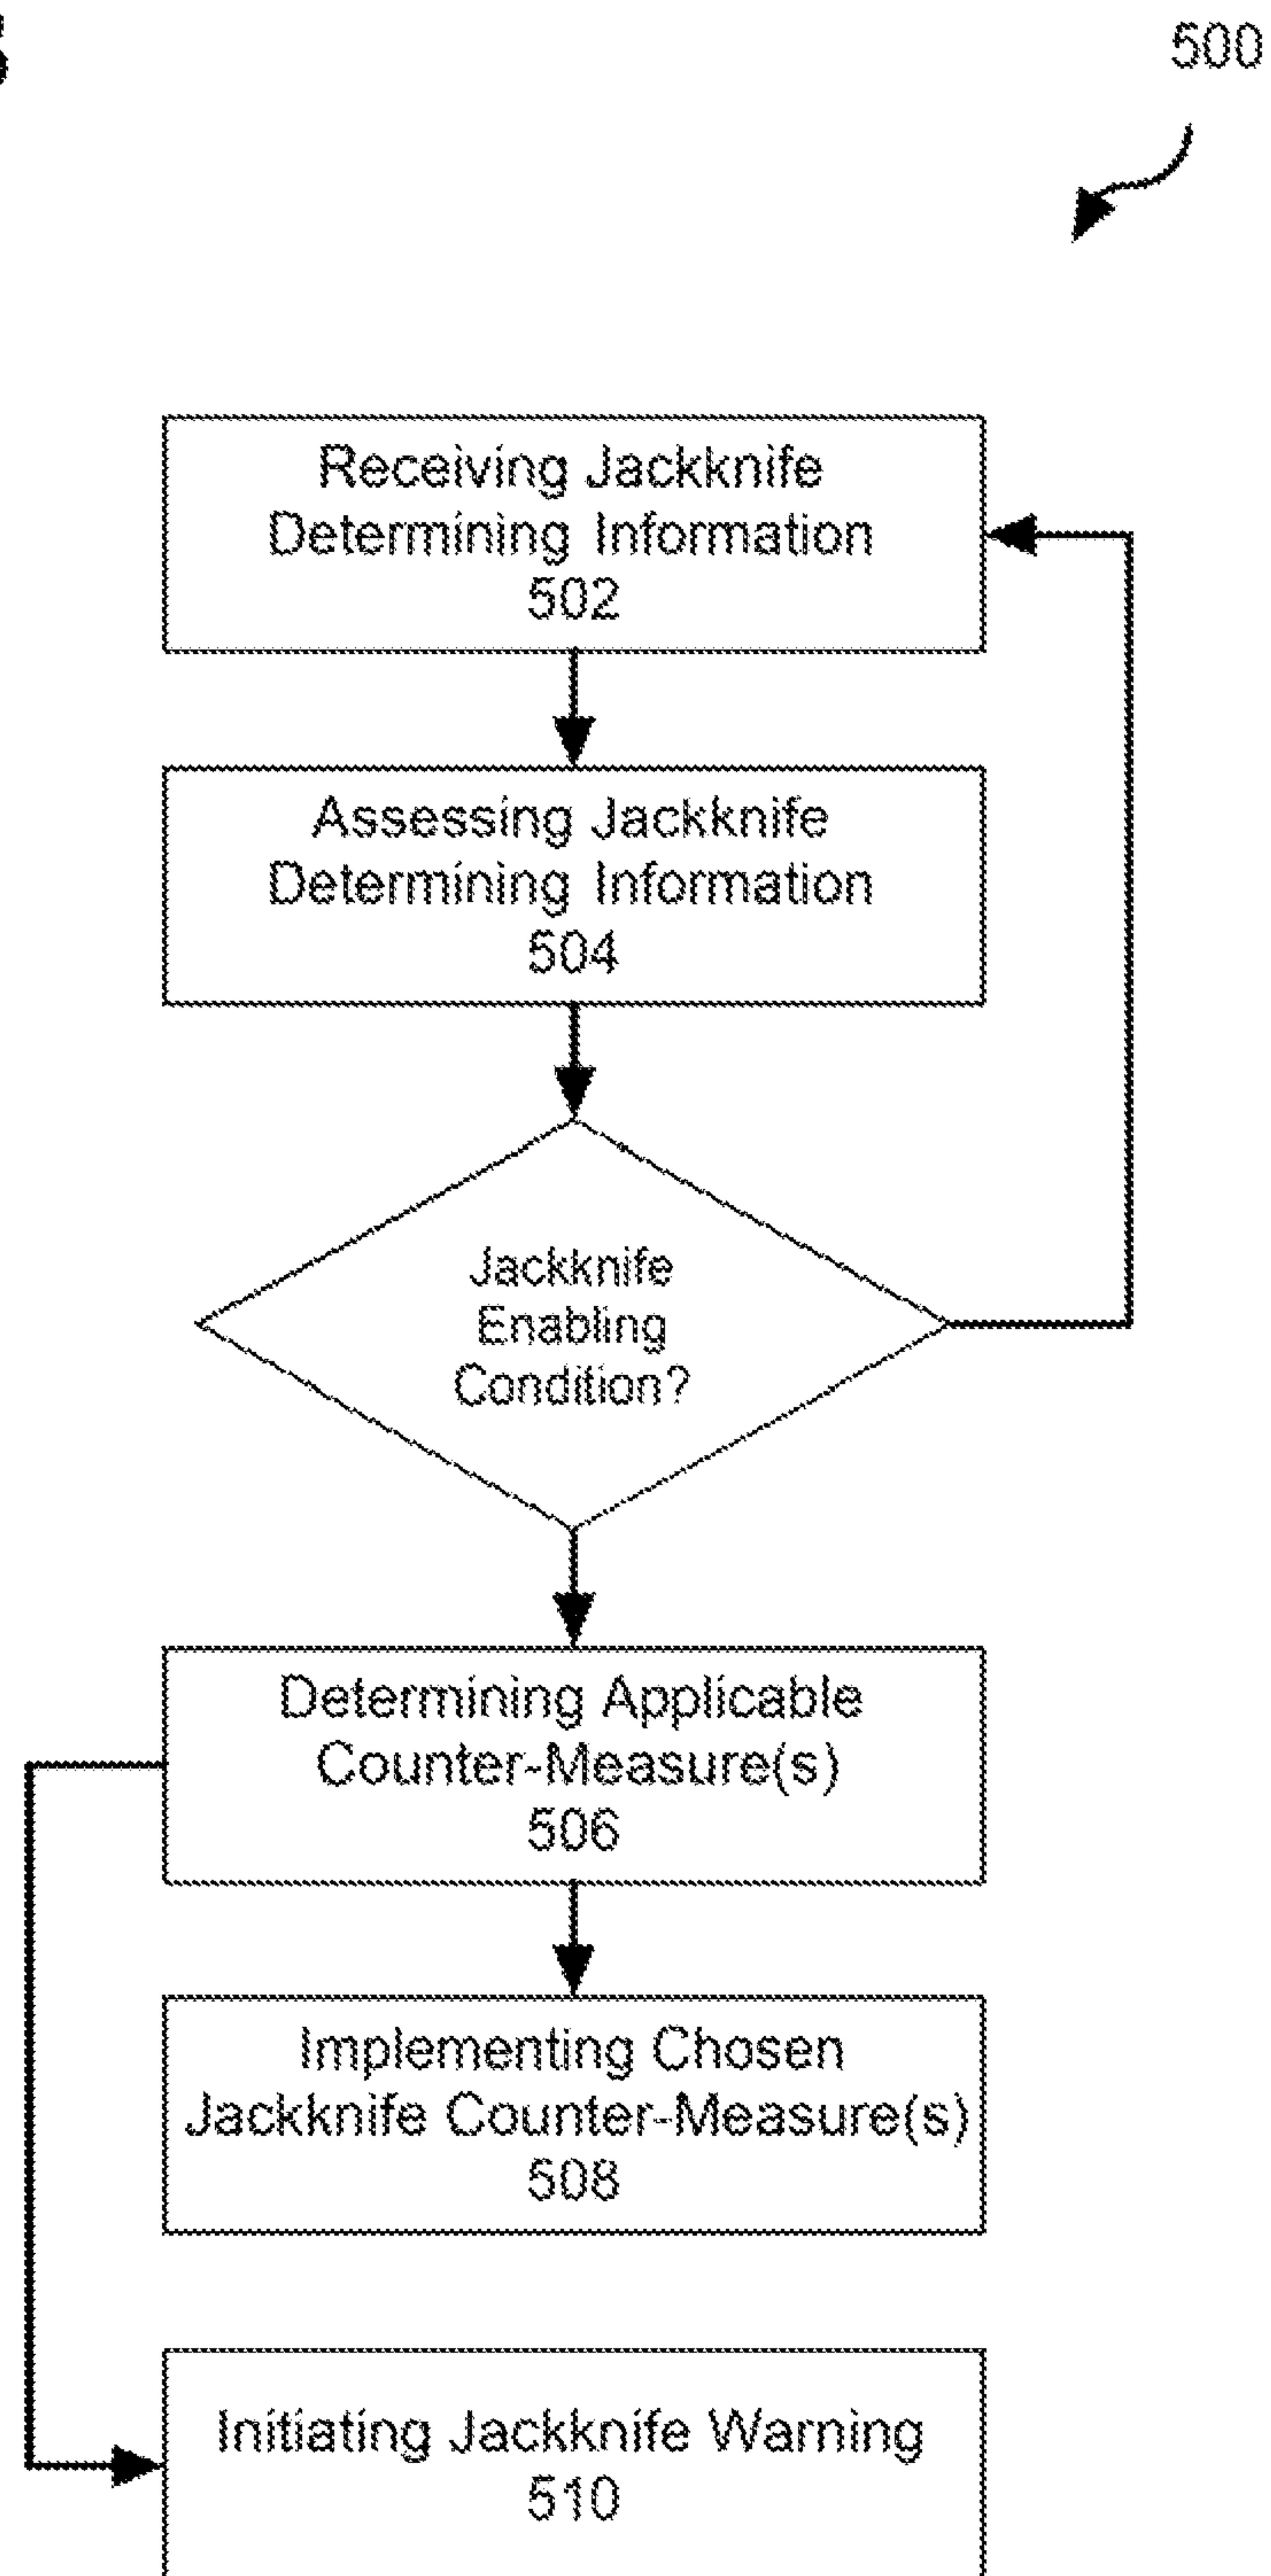 500
Receiving Jackknife
Determining Information
502
Assessing Jackknife
Determining Information
504
Jackknife
Enabling
Condition?
Determining Applicable
Counter-Measure(s)
506
Implementing Chosen
Jackknife Counter-Measure(s)
508
Initiating Jackknife Warning
510